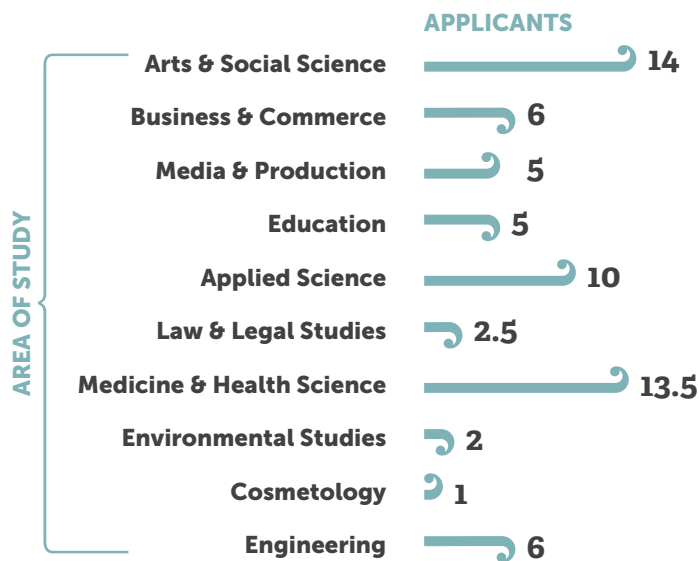 APPLICANTS
AREA OF STUDY
Arts & Social Science 14
Business & Commerce 6
Media & Production 5
Education 5
Applied Science 10
Law & Legal Studies 2.5
Medicine & Health Science 13.5
Environmental Studies 2
Cosmetology 1
Engineering 6